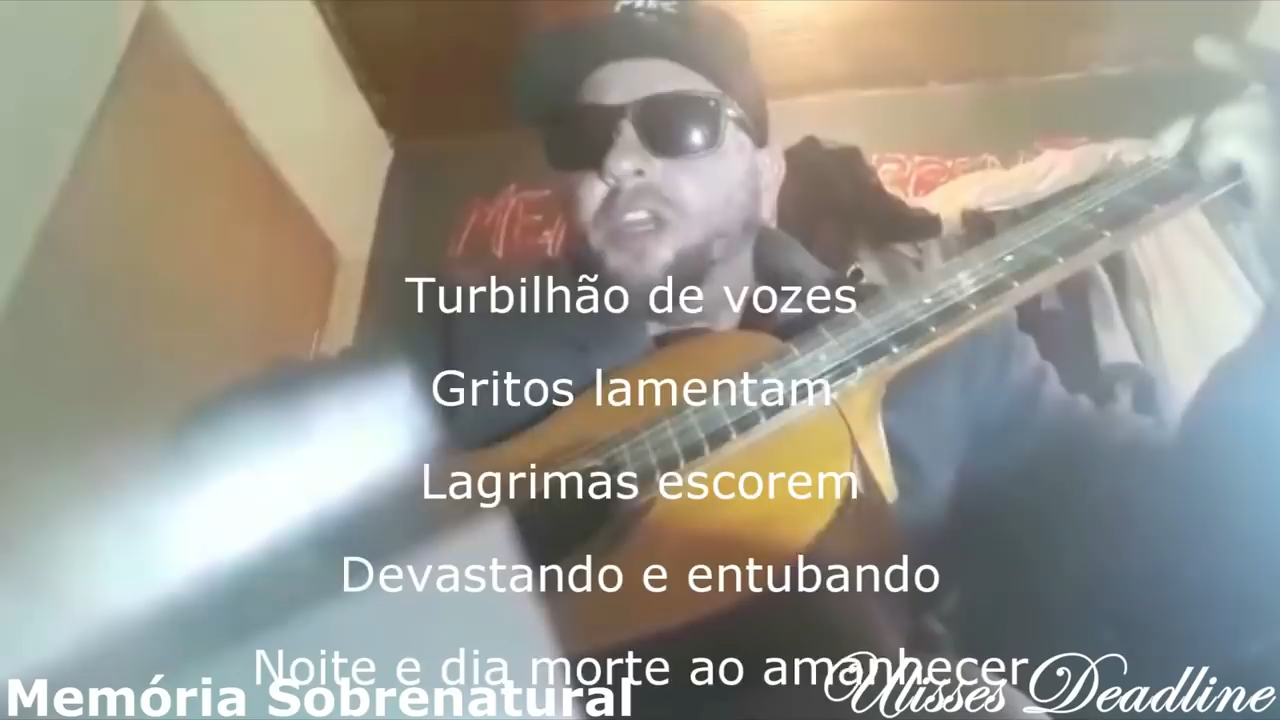 Turbilhão de vozes
Gritos lamentam
Lagrimas escorem
Devastando e entubando
Noite e dia morte ao amanhecer
Memória Sobrenatural
Ulisses Deadline